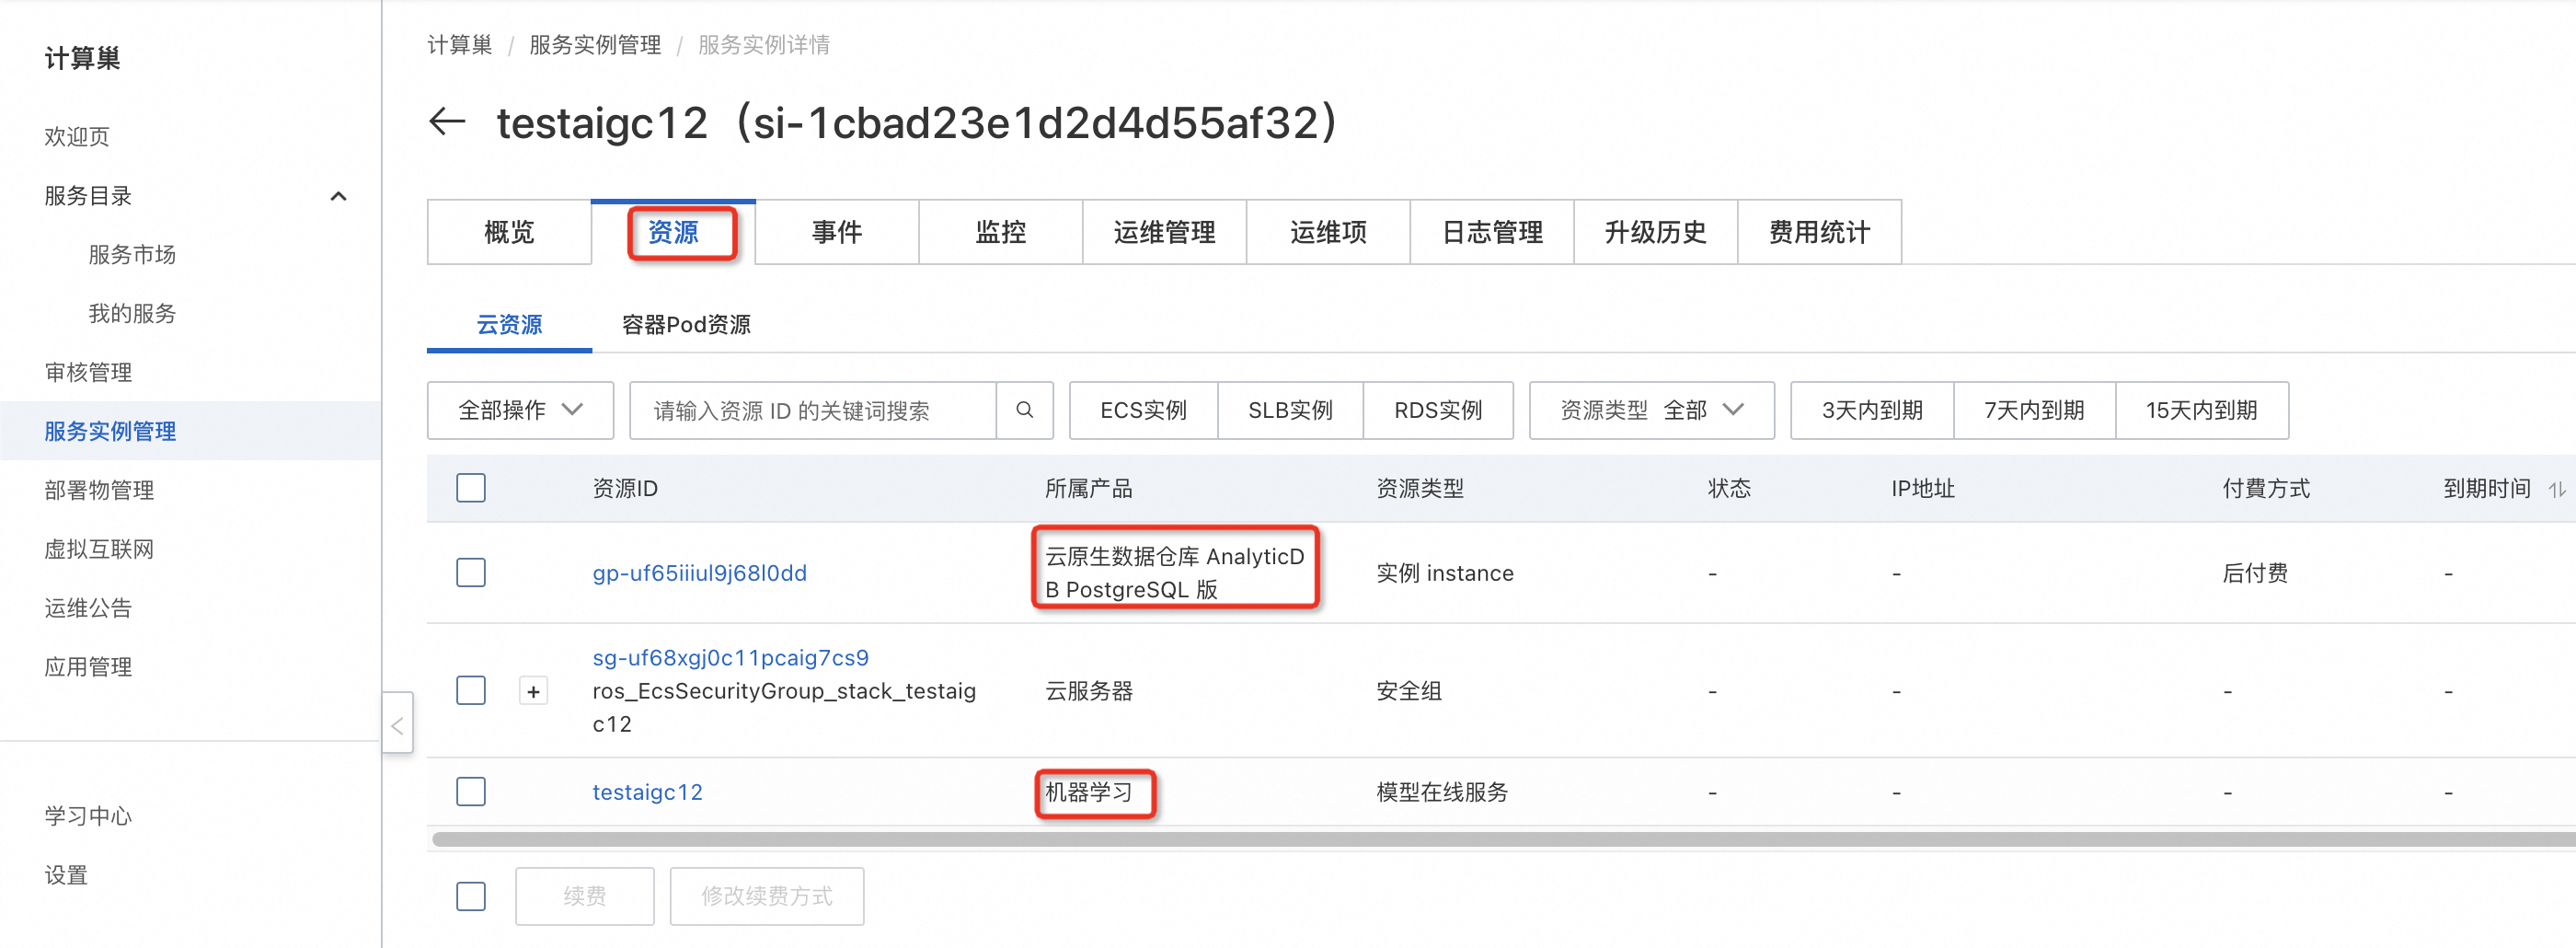 计算巢
欢迎页
服务目录
服务市场
我的服务
审核管理
服务实例管理
部署物管理
虚拟互联网
运维公告
应用管理
学习中心
设置
计算巢 / 服务实例管理 / 服务实例详情
testaigc12（si-1cbad23e1d2d4d55af32）
概览 资源 事件 监控 运维管理 运维项 日志管理 升级历史 费用统计
云资源 容器Pod资源
全部操作 请输入资源 ID 的关键词搜索 ECS实例 SLB实例 RDS实例 资源类型 全部 3天内到期 7天内到期 15天内到期
资源ID 所属产品 资源类型 状态 IP地址 付費方式 到期时间
gp-uf65iiiul9j68l0dd 云原生数据仓库 AnalyticD 实例 instance - - 后付费 -
B PostgreSQL 版
sg-uf68xgj0c11pcaig7cs9
ros_EcsSecurityGroup_stack_testaig 云服务器 安全组 - - - -
c12
testaigc12 机器学习 模型在线服务 - - - -
续费 修改续费方式